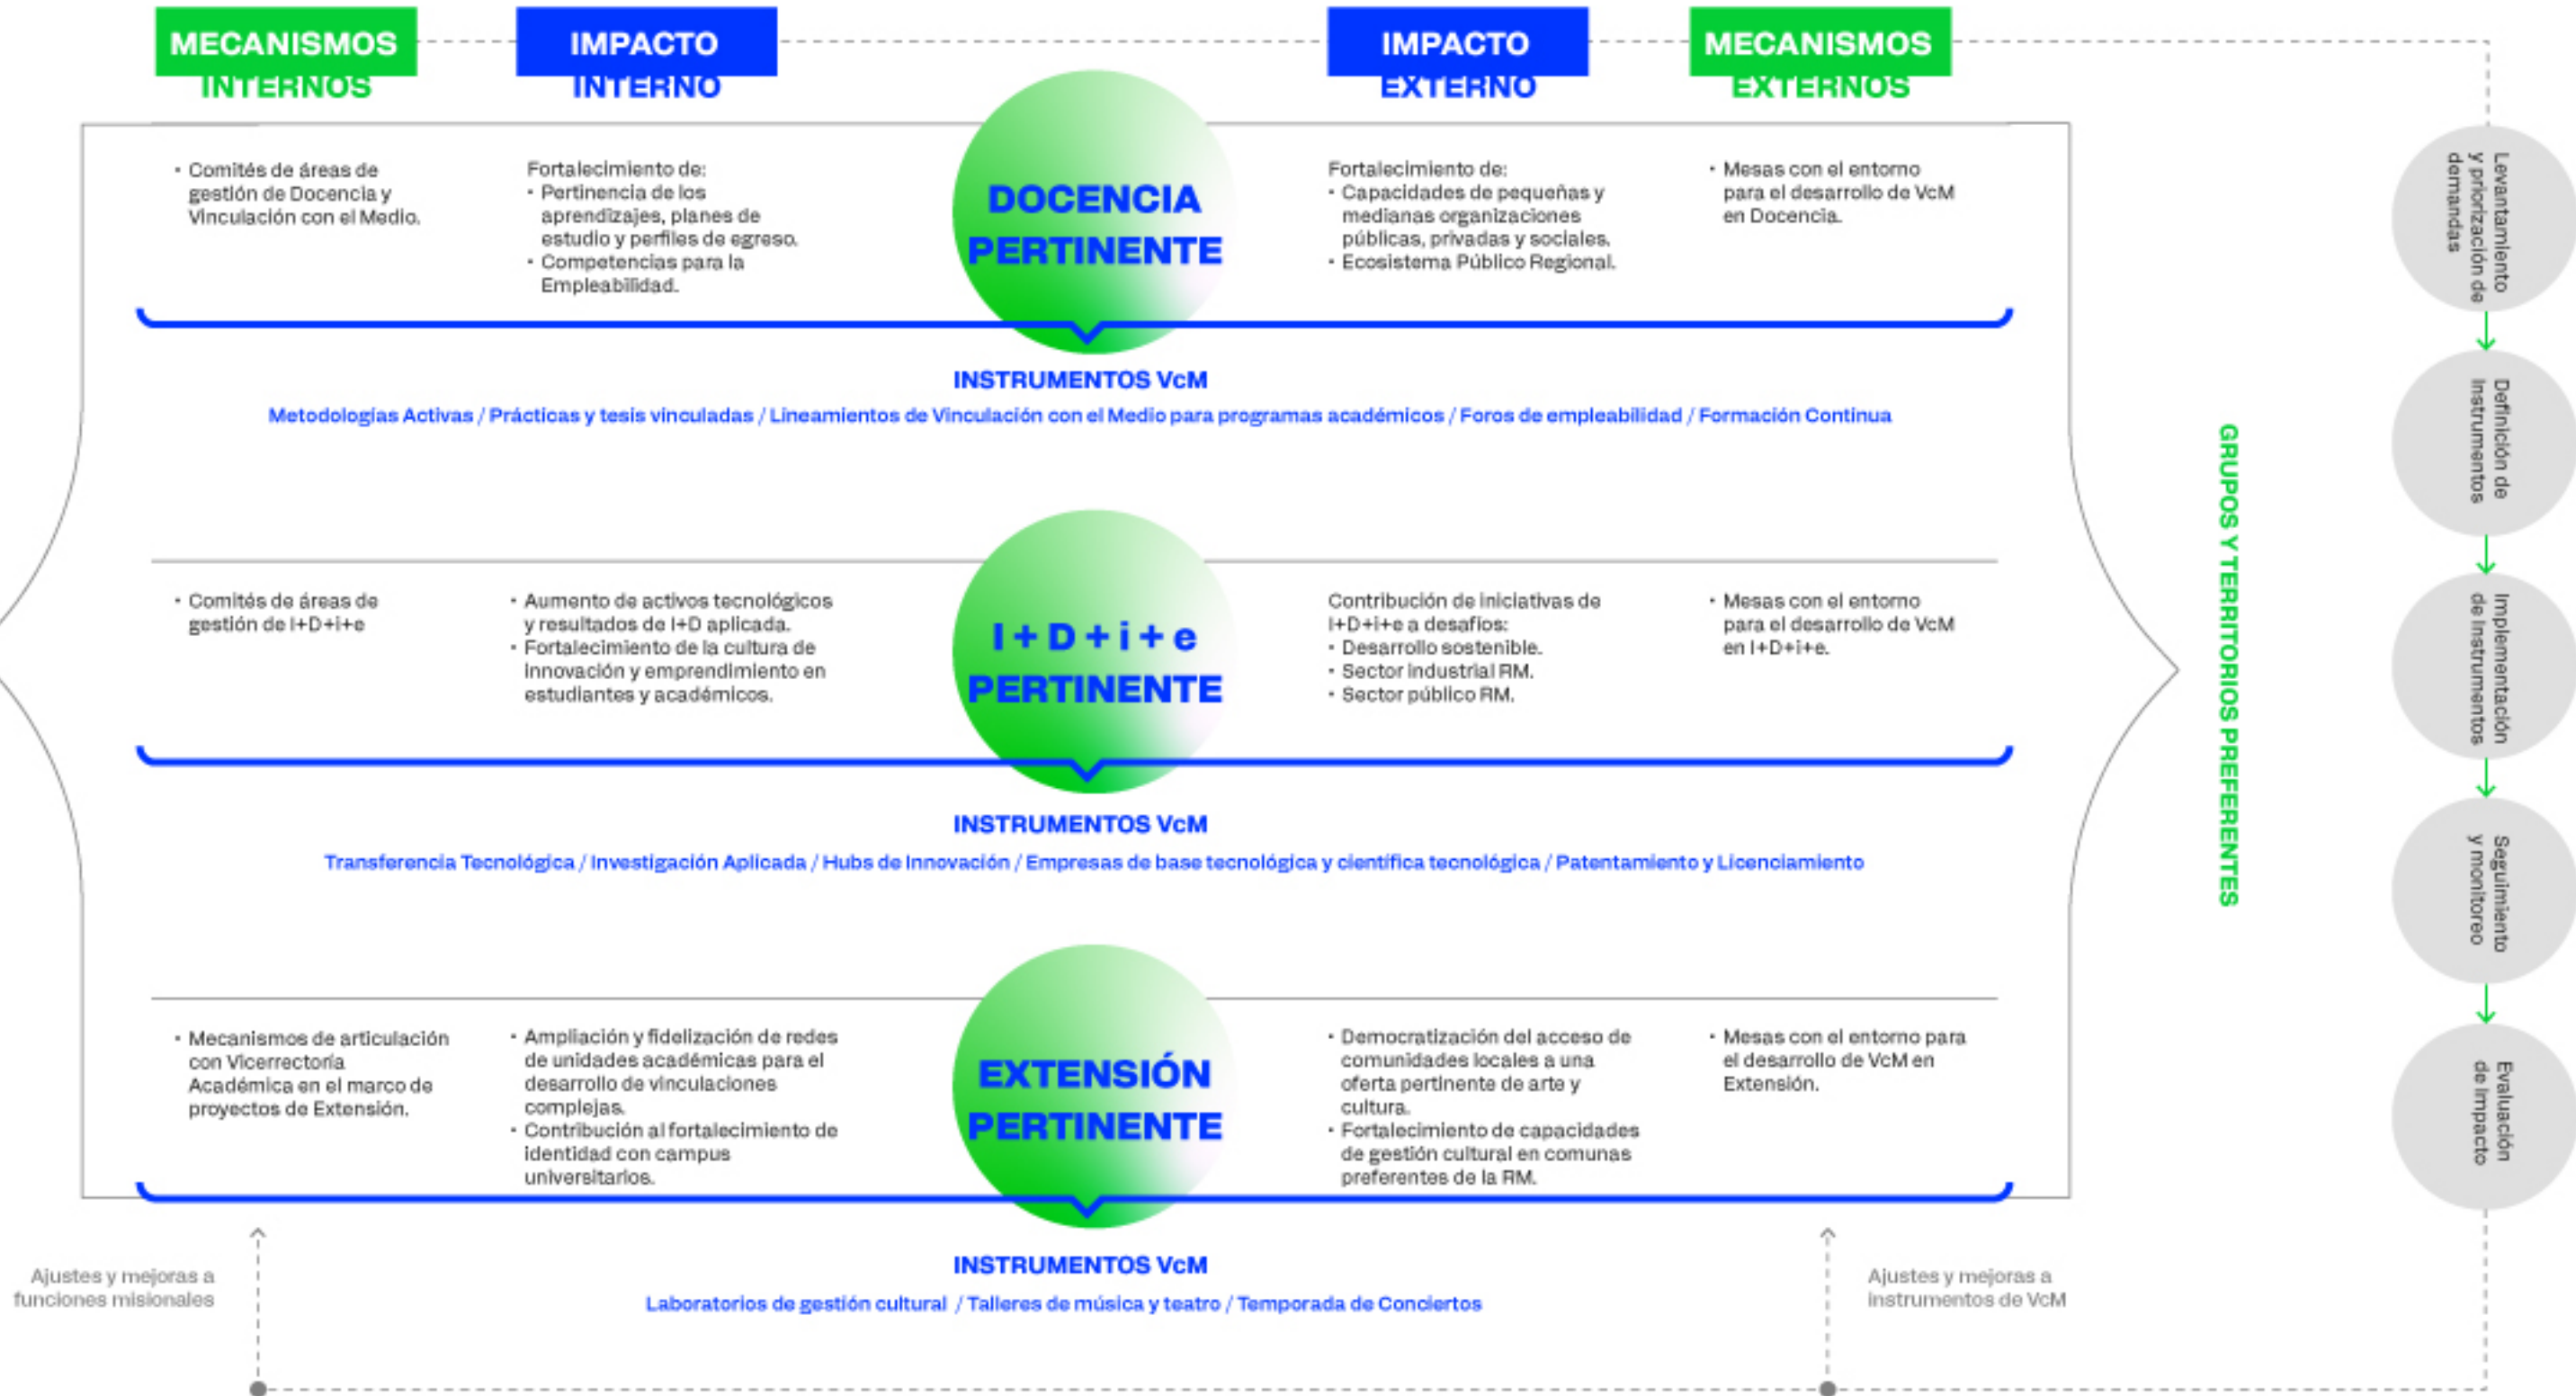 MECANISMOS
INTERNOS
IMPACTO
INTERNO
IMPACTO
EXTERNO
MECANISMOS
EXTERNOS
• Comités de áreas de
gestión de Docencia y
Vinculación con el Medio.
Fortalecimiento de:
• Pertinencia de los
aprendizajes, planes de
estudio y perfiles de egreso.
• Competencias para la
Empleabilidad.
DOCENCIA
PERTINENTE
Fortalecimiento de:
• Capacidades de pequeñas y
medianas organizaciones
públicas, privadas y sociales.
• Ecosistema Público Regional.
• Mesas con el entorno
para el desarrollo de VcM
en Docencia.
INSTRUMENTOS VcM
Metodologías Activas / Prácticas y tesis vinculadas / Lineamientos de Vinculación con el Medio para programas académicos / Foros de empleabilidad / Formación Continua
• Comités de áreas de
gestión de I+D+i+e
• Aumento de activos tecnológicos
y resultados de I+D aplicada.
• Fortalecimiento de la cultura de
innovación y emprendimiento en
estudiantes y académicos.
I + D + i + e
PERTINENTE
Contribución de iniciativas de
I+D+i+e a desafíos:
• Desarrollo sostenible.
• Sector industrial RM.
• Sector público RM.
• Mesas con el entorno
para el desarrollo de VcM
en I+D+i+e.
INSTRUMENTOS VcM
Transferencia Tecnológica / Investigación Aplicada / Hubs de Innovación / Empresas de base tecnológica y científica tecnológica / Patentamiento y Licenciamiento
• Mecanismos de articulación
con Vicerrectoría
Académica en el marco de
proyectos de Extensión.
• Ampliación y fidelización de redes
de unidades académicas para el
desarrollo de vinculaciones
complejas.
• Contribución al fortalecimiento de
identidad con campus
universitarios.
EXTENSIÓN
PERTINENTE
• Democratización del acceso de
comunidades locales a una
oferta pertinente de arte y
cultura.
• Fortalecimiento de capacidades
de gestión cultural en comunas
preferentes de la RM.
• Mesas con el entorno para
el desarrollo de VcM en
Extensión.
INSTRUMENTOS VcM
Laboratorios de gestión cultural / Talleres de música y teatro / Temporada de Conciertos
Ajustes y mejoras a
funciones misionales
Ajustes y mejoras a
instrumentos de VcM
GRUPOS Y TERRITORIOS PREFERENTES
Levantamiento
y priorización de
demandas
Definición de
Instrumentos
Implementación
de Instrumentos
Seguimiento
y monitoreo
Evaluación
de Impacto